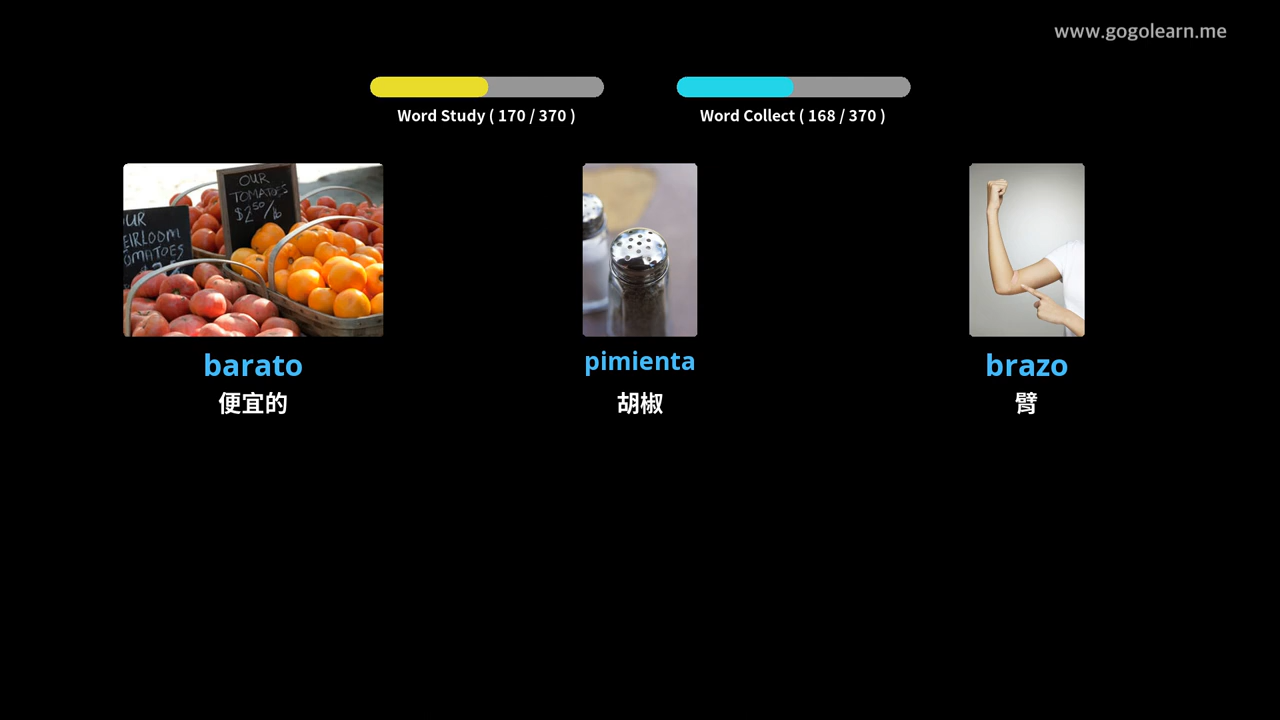 www.gogolearn.me
Word Study ( 170 / 370 )
Word Collect ( 168 / 370 )
OUR
TOMATOES
$2.50/lb
UR
EIRLOOM
OMATOES
barato
pimienta
brazo
便宜的
胡椒
臂